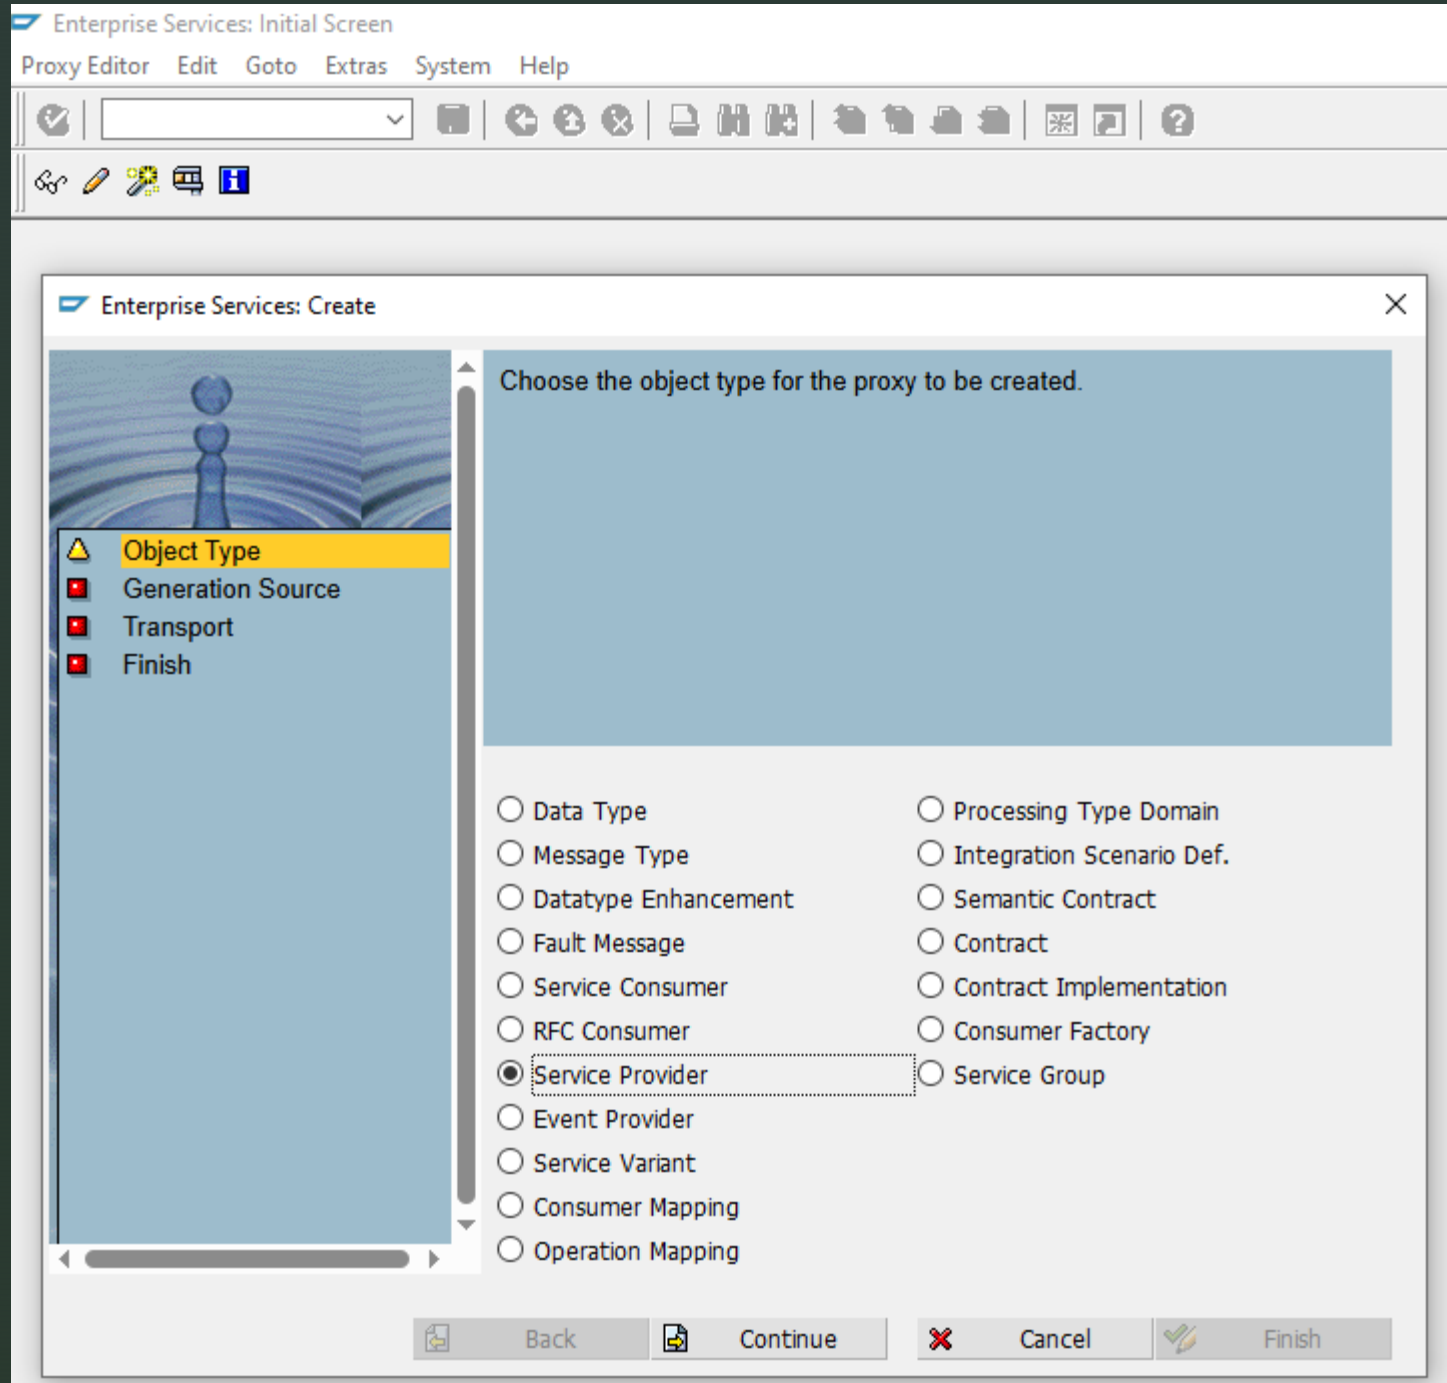 Enterprise Services: Initial Screen
Proxy Editor Edit Goto Extras System Help
Enterprise Services: Create
Choose the object type for the proxy to be created.
Object Type
Generation Source
Transport
Finish
Data Type
Message Type
Datatype Enhancement
Fault Message
Service Consumer
RFC Consumer
Service Provider
Event Provider
Service Variant
Consumer Mapping
Operation Mapping
Processing Type Domain
Integration Scenario Def.
Semantic Contract
Contract
Contract Implementation
Consumer Factory
Service Group
Back Continue Cancel Finish